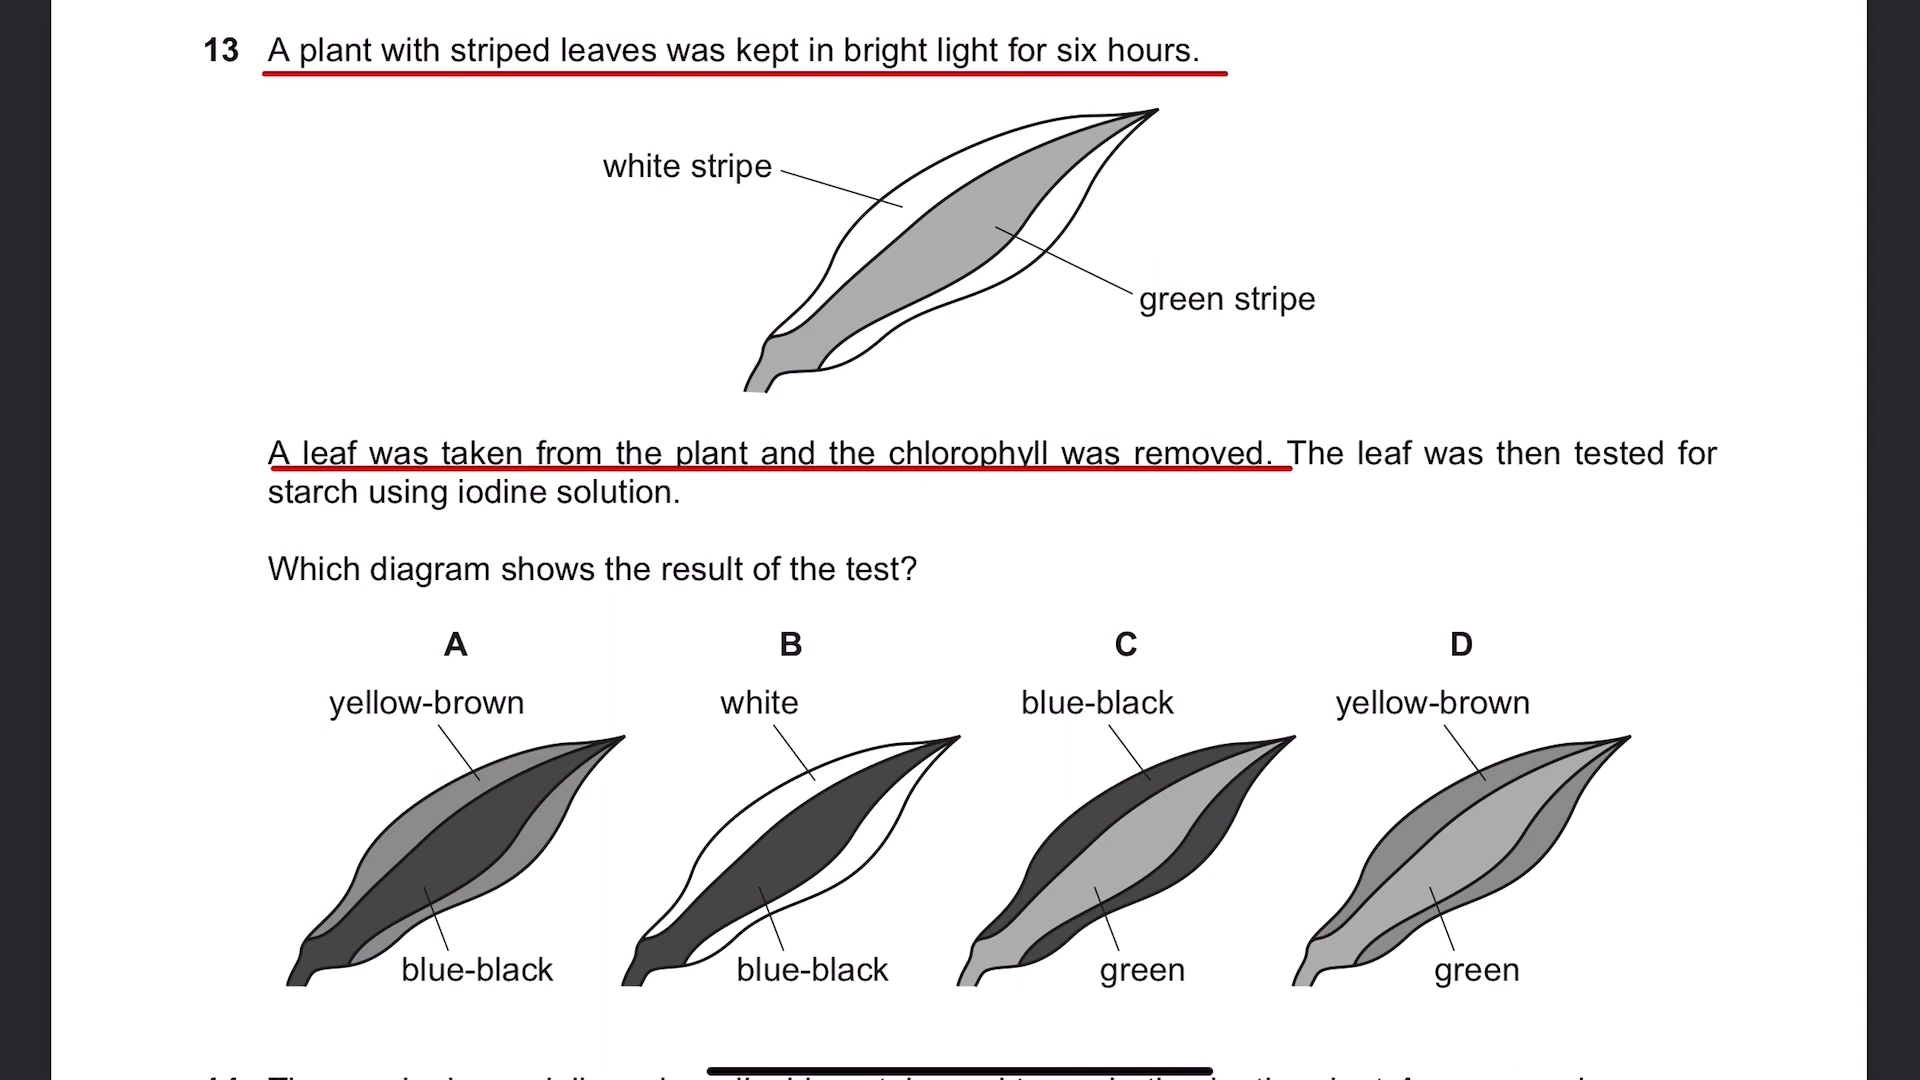 13 A plant with striped leaves was kept in bright light for six hours.
white stripe
green stripe
A leaf was taken from the plant and the chlorophyll was removed. The leaf was then tested for
starch using iodine solution.
Which diagram shows the result of the test?
A B C D
yellow-brown white blue-black yellow-brown
blue-black blue-black green green